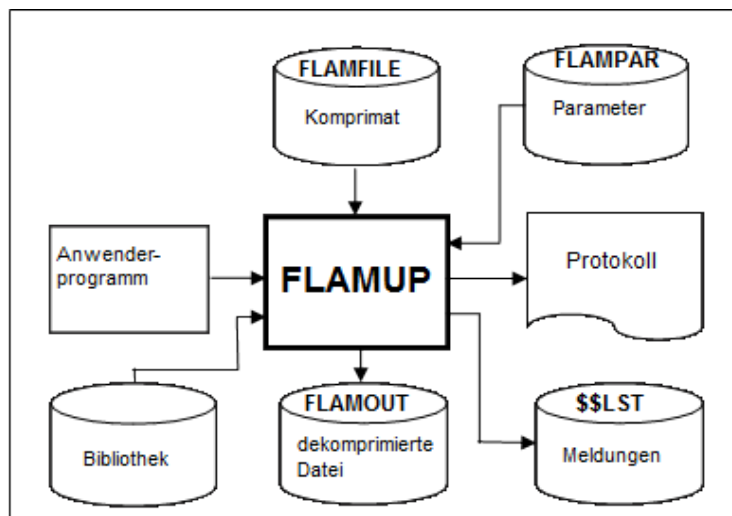 FLAMFILE
Komprimat
FLAMPAR
Parameter
Anwender-
programm
FLAMUP
Protokoll
Bibliothek
FLAMOUT
dekomprimierte
Datei
$$LST
Meldungen